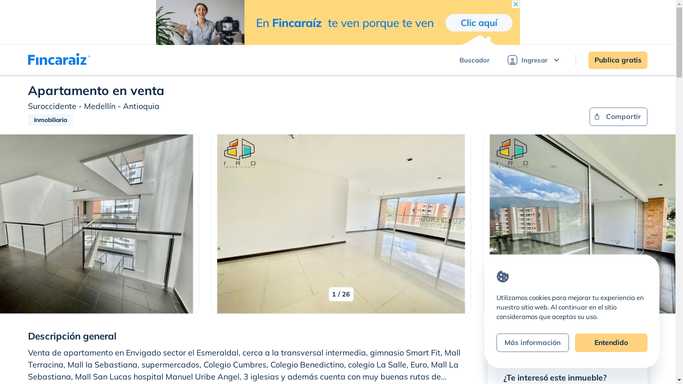 En Fincaraíz te ven porque te ven
Clic aquí
Fincaraíz
Buscador
Ingresar
Publica gratis
Apartamento en venta
Suroccidente - Medellín - Antioquia
Inmobiliaria
Compartir
1 / 26
Utilizamos cookies para mejorar tu experiencia en
nuestro sitio web. Al continuar en el sitio
consideramos que aceptas su uso.
Más información
Entendido
Descripción general
Venta de apartamento en Envigado sector el Esmeraldal, cerca a la transversal intermedia, gimnasio Smart Fit, Mall
Terracina, Mall la Sebastiana, supermercados, Colegio Cumbres, Colegio Benedictino, colegio La Salle, Euro, Mall La
Sebastiana, Mall San Lucas hospital Manuel Uribe Angel, 3 iglesias y además cuenta con muy buenas rutas de...
¿Te interesó este inmueble?